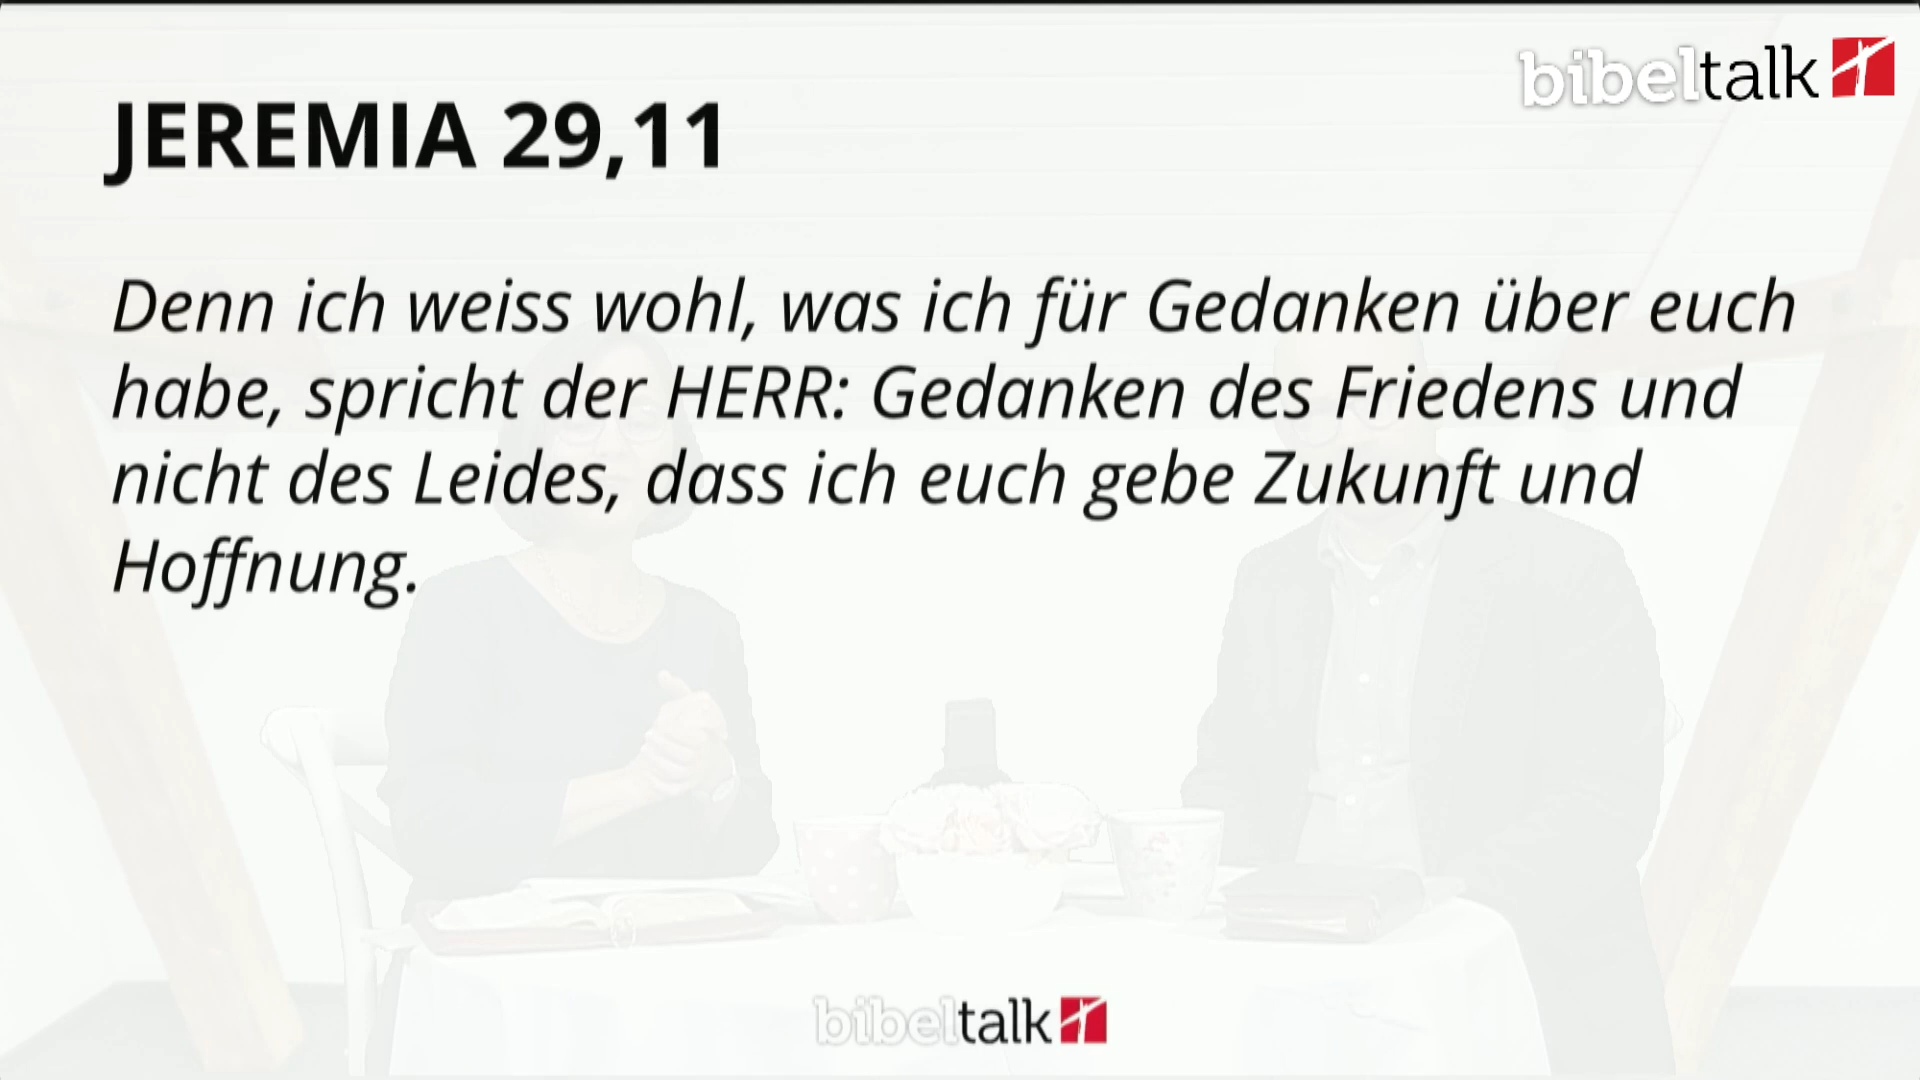 bibeltalk
JEREMIA 29,11
Denn ich weiss wohl, was ich für Gedanken über euch
habe, spricht der HERR: Gedanken des Friedens und
nicht des Leides, dass ich euch gebe Zukunft und
Hoffnung.
bibeltalk